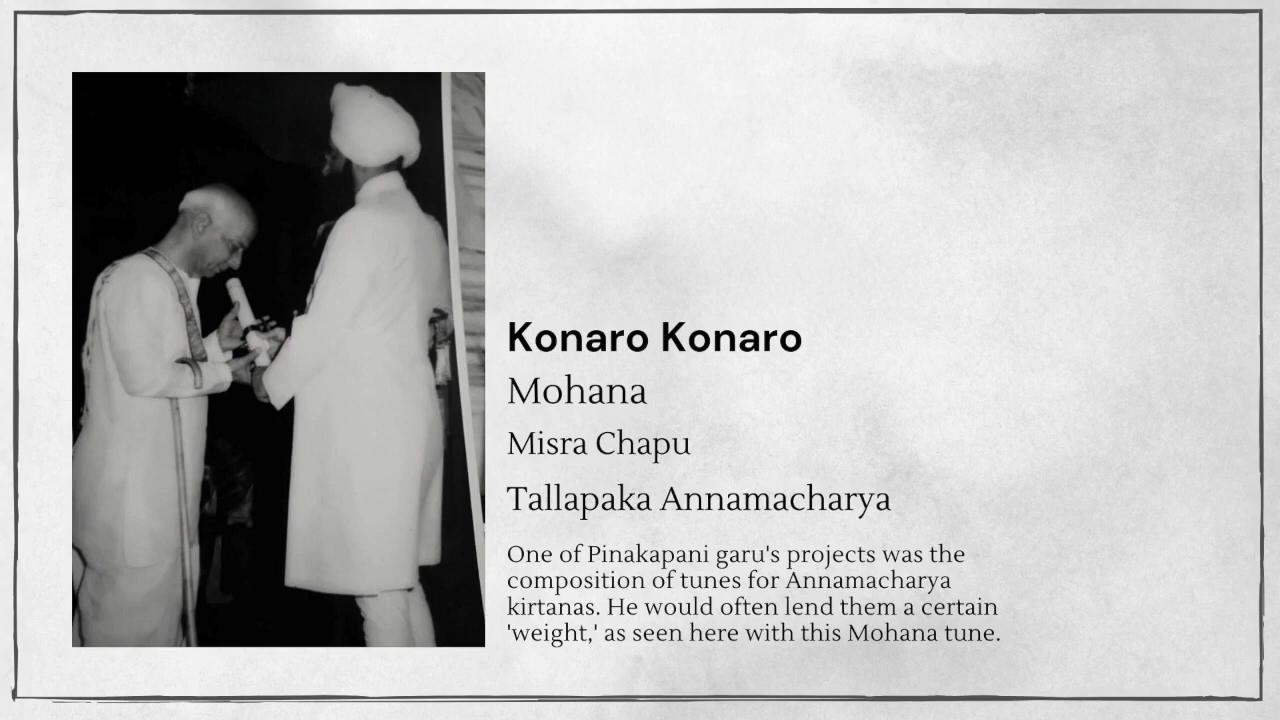 Konaro Konaro
Mohana
Misra Chapu
Tallapaka Annamacharya
One of Pinakapani garu's projects was the
composition of tunes for Annamacharya
kirtanas. He would often lend them a certain
'weight,' as seen here with this Mohana tune.